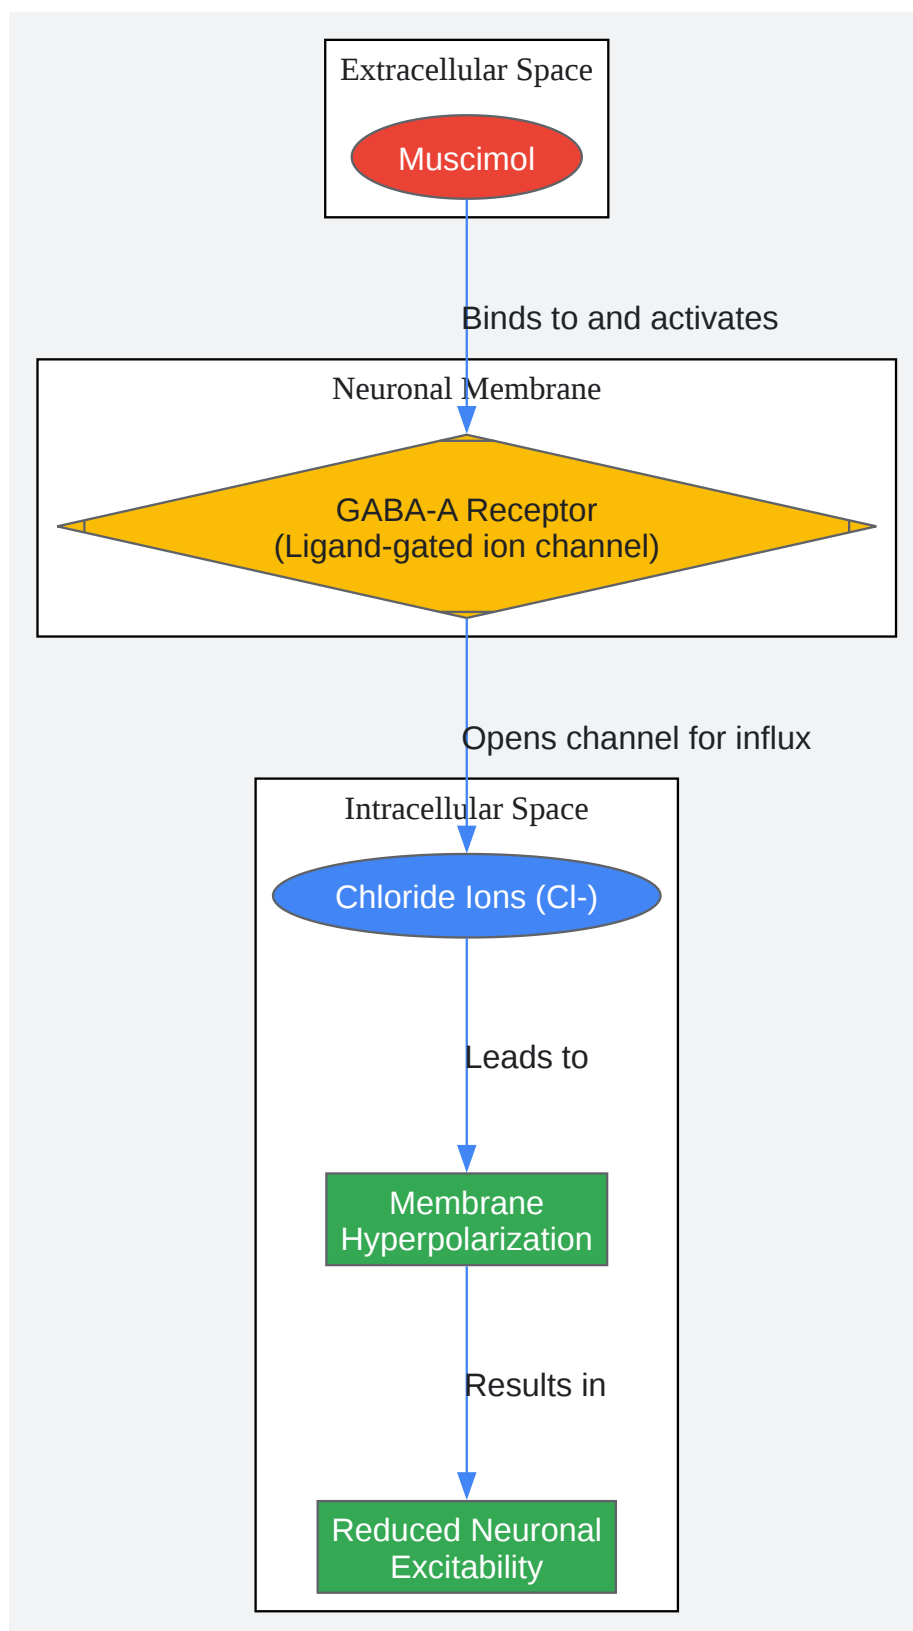 Extracellular Space
Muscimol
Binds to and activates
Neuronal Membrane
GABA-A Receptor
(Ligand-gated ion channel)
Opens channel for influx
Intracellular Space
Chloride Ions (Cl-)
Leads to
Membrane
Hyperpolarization
Results in
Reduced Neuronal
Excitability